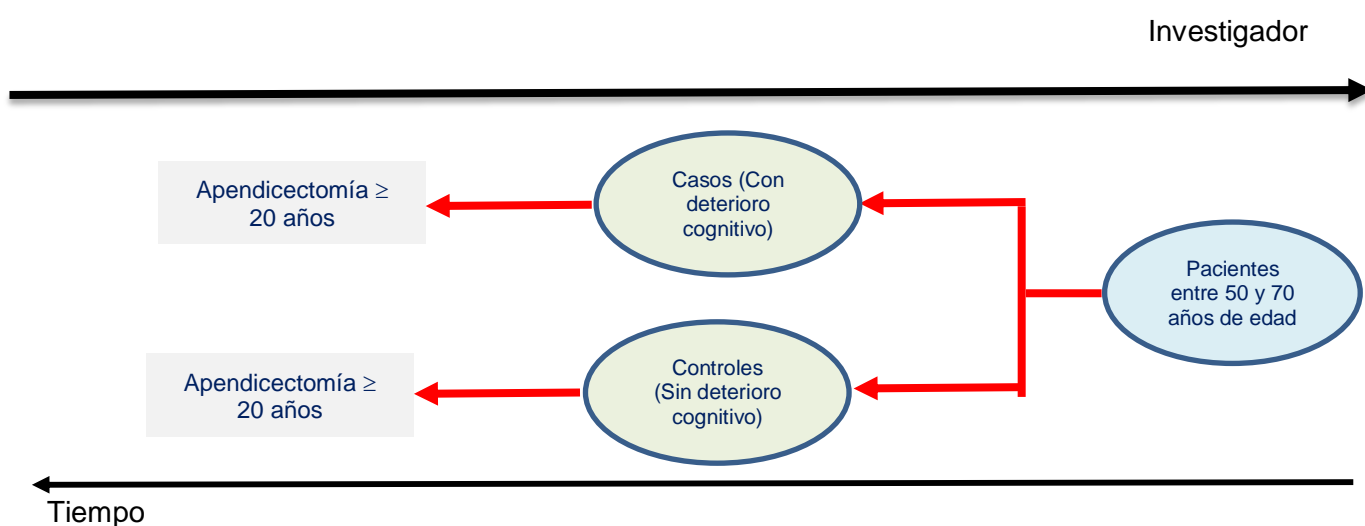 Investigador
Apendicectomía ≥
20 años
Casos (Con
deterioro
cognitivo)
Pacientes
entre 50 y 70
años de edad
Apendicectomía ≥
20 años
Controles
(Sin deterioro
cognitivo)
Tiempo